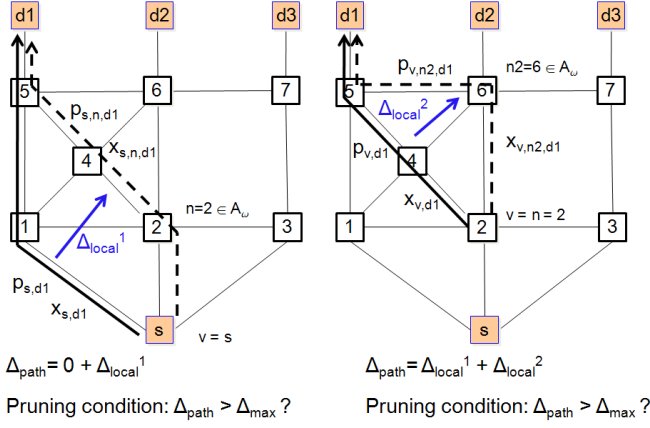 d1
d2
d3
5
6
7
p_{s,n,d1}
x_{s,n,d1}
4
n=2 ∈ A_ω
1
2
3
Δ_{local}^1
p_{s,d1}
x_{s,d1}
s
v = s
Δ_{path}= 0 + Δ_{local}^1
Pruning condition: Δ_{path} > Δ_{max} ?
d1
d2
d3
p_{v,n2,d1}
n2=6 ∈ A_ω
5
6
7
Δ_{local}^2
p_{v,d1}
4
x_{v,n2,d1}
x_{v,d1}
1
2
v = n = 2
3
s
Δ_{path}= Δ_{local}^1 + Δ_{local}^2
Pruning condition: Δ_{path} > Δ_{max} ?